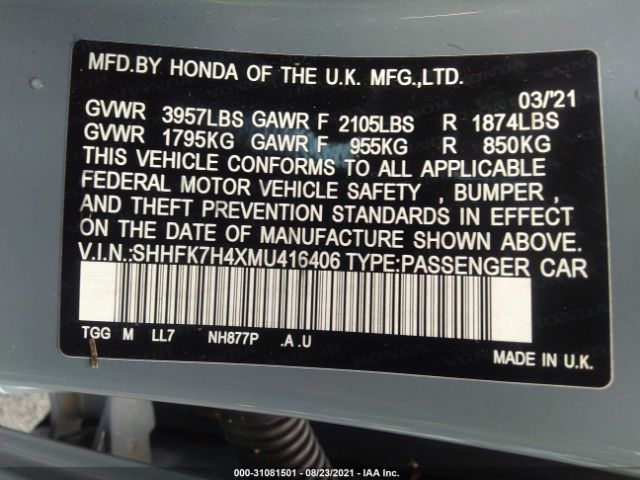 MFD.BY HONDA OF THE U.K. MFG.,LTD.
03/'21
GVWR 3957LBS GAWR F 2105LBS R 1874LBS
GVWR 1795KG GAWR F 955KG R 850KG
THIS VEHICLE CONFORMS TO ALL APPLICABLE
FEDERAL MOTOR VEHICLE SAFETY , BUMPER ,
AND THEFT PREVENTION STANDARDS IN EFFECT
ON THE DATE OF MANUFACTURE SHOWN ABOVE.
V.I.N.:SHHFK7H4XMU416406 TYPE:PASSENGER CAR
TGG M LL7 NH877P .A .U
MADE IN U.K.
000-31081501 - 08/23/2021 - IAA Inc.